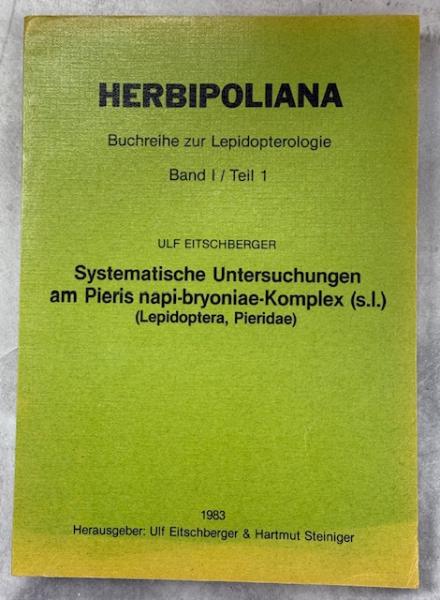 HERBIPOLIANA
Buchreihe zur Lepidopterologie
Band I / Teil 1
ULF EITSCHBERGER
Systematische Untersuchungen
am Pieris napi-bryoniae-Komplex (s.l.)
(Lepidoptera, Pieridae)
1983
Herausgeber: Ulf Eitschberger & Hartmut Steiniger